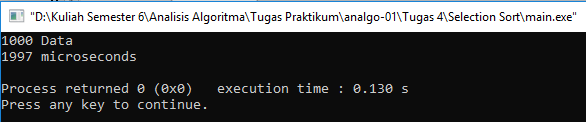 "D:\Kuliah Semester 6\Analisis Algoritma\Tugas Praktikum\analgo-01\Tugas 4\Selection Sort\main.exe"
1000 Data
1997 microseconds
Process returned 0 (0x0)   execution time : 0.130 s
Press any key to continue.